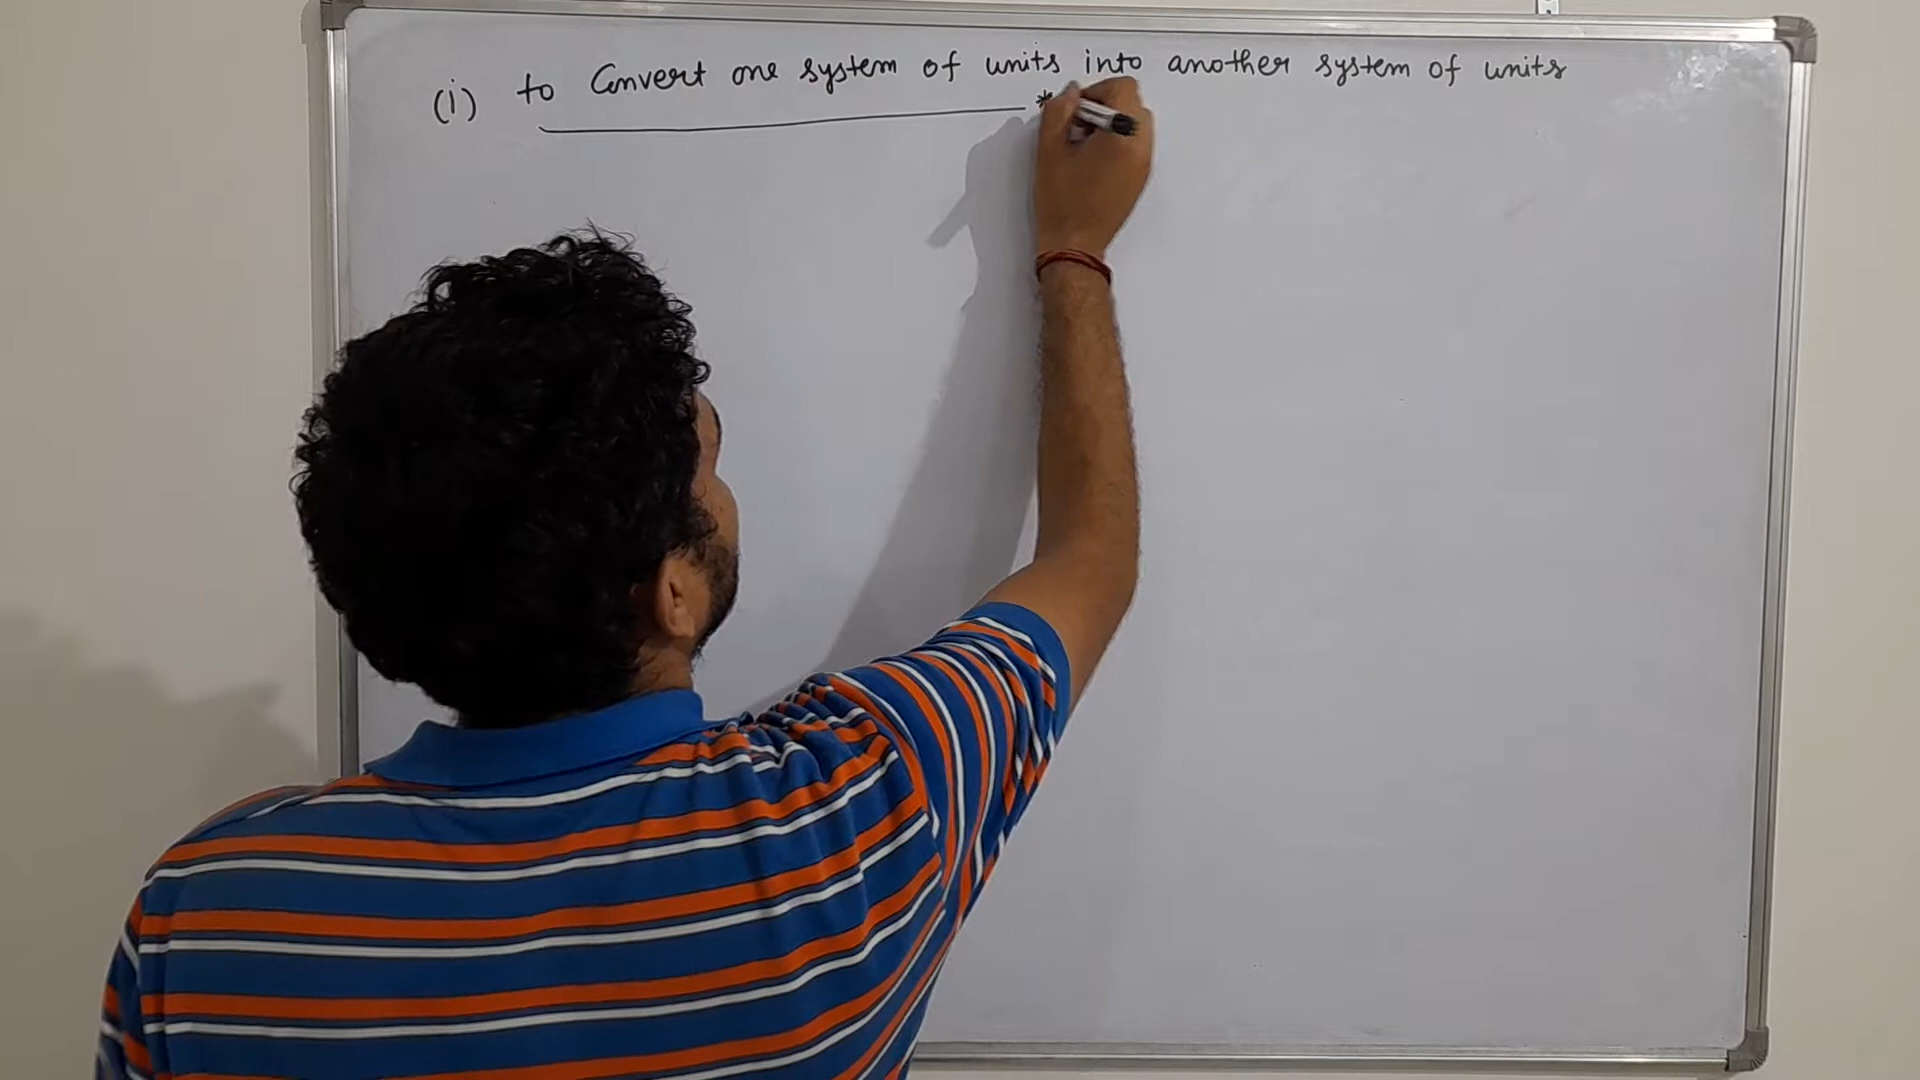 (i) to Convert one system of units into another system of units
*